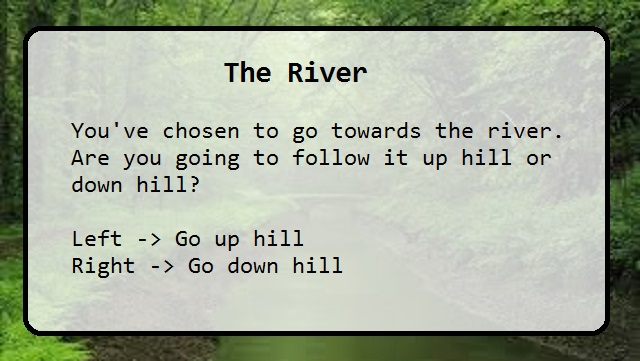 The River
You've chosen to go towards the river.
Are you going to follow it up hill or
down hill?
Left -> Go up hill
Right -> Go down hill